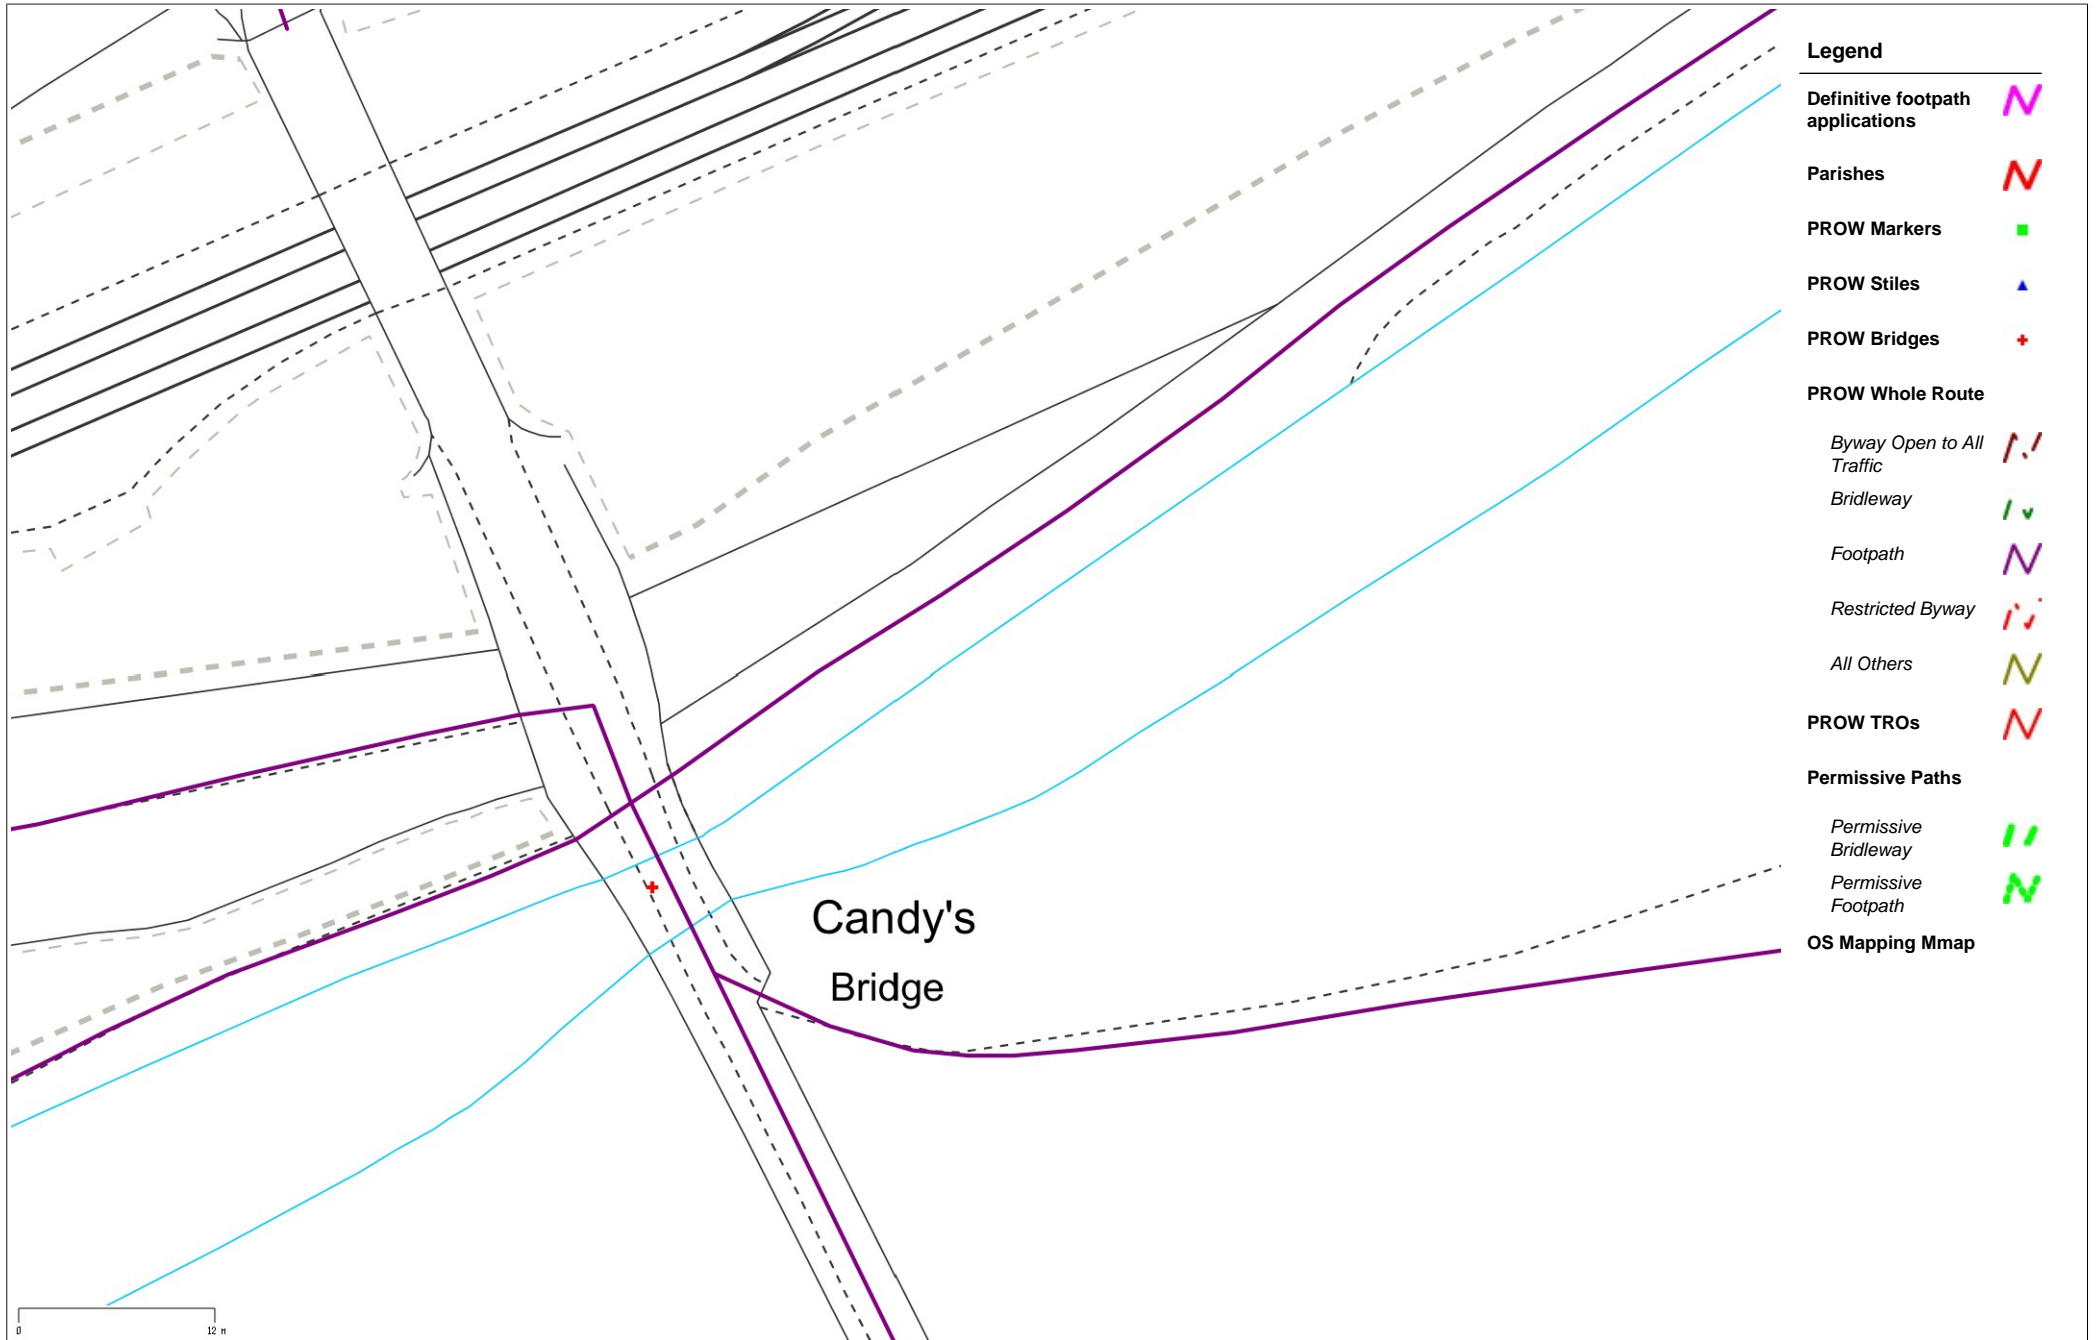 Candy's
Bridge
0 12 M
Legend
Definitive footpath
applications
Parishes
PROW Markers
PROW Stiles
PROW Bridges
PROW Whole Route
Byway Open to All
Traffic
Bridleway
Footpath
Restricted Byway
All Others
PROW TROs
Permissive Paths
Permissive
Bridleway
Permissive
Footpath
OS Mapping Mmap